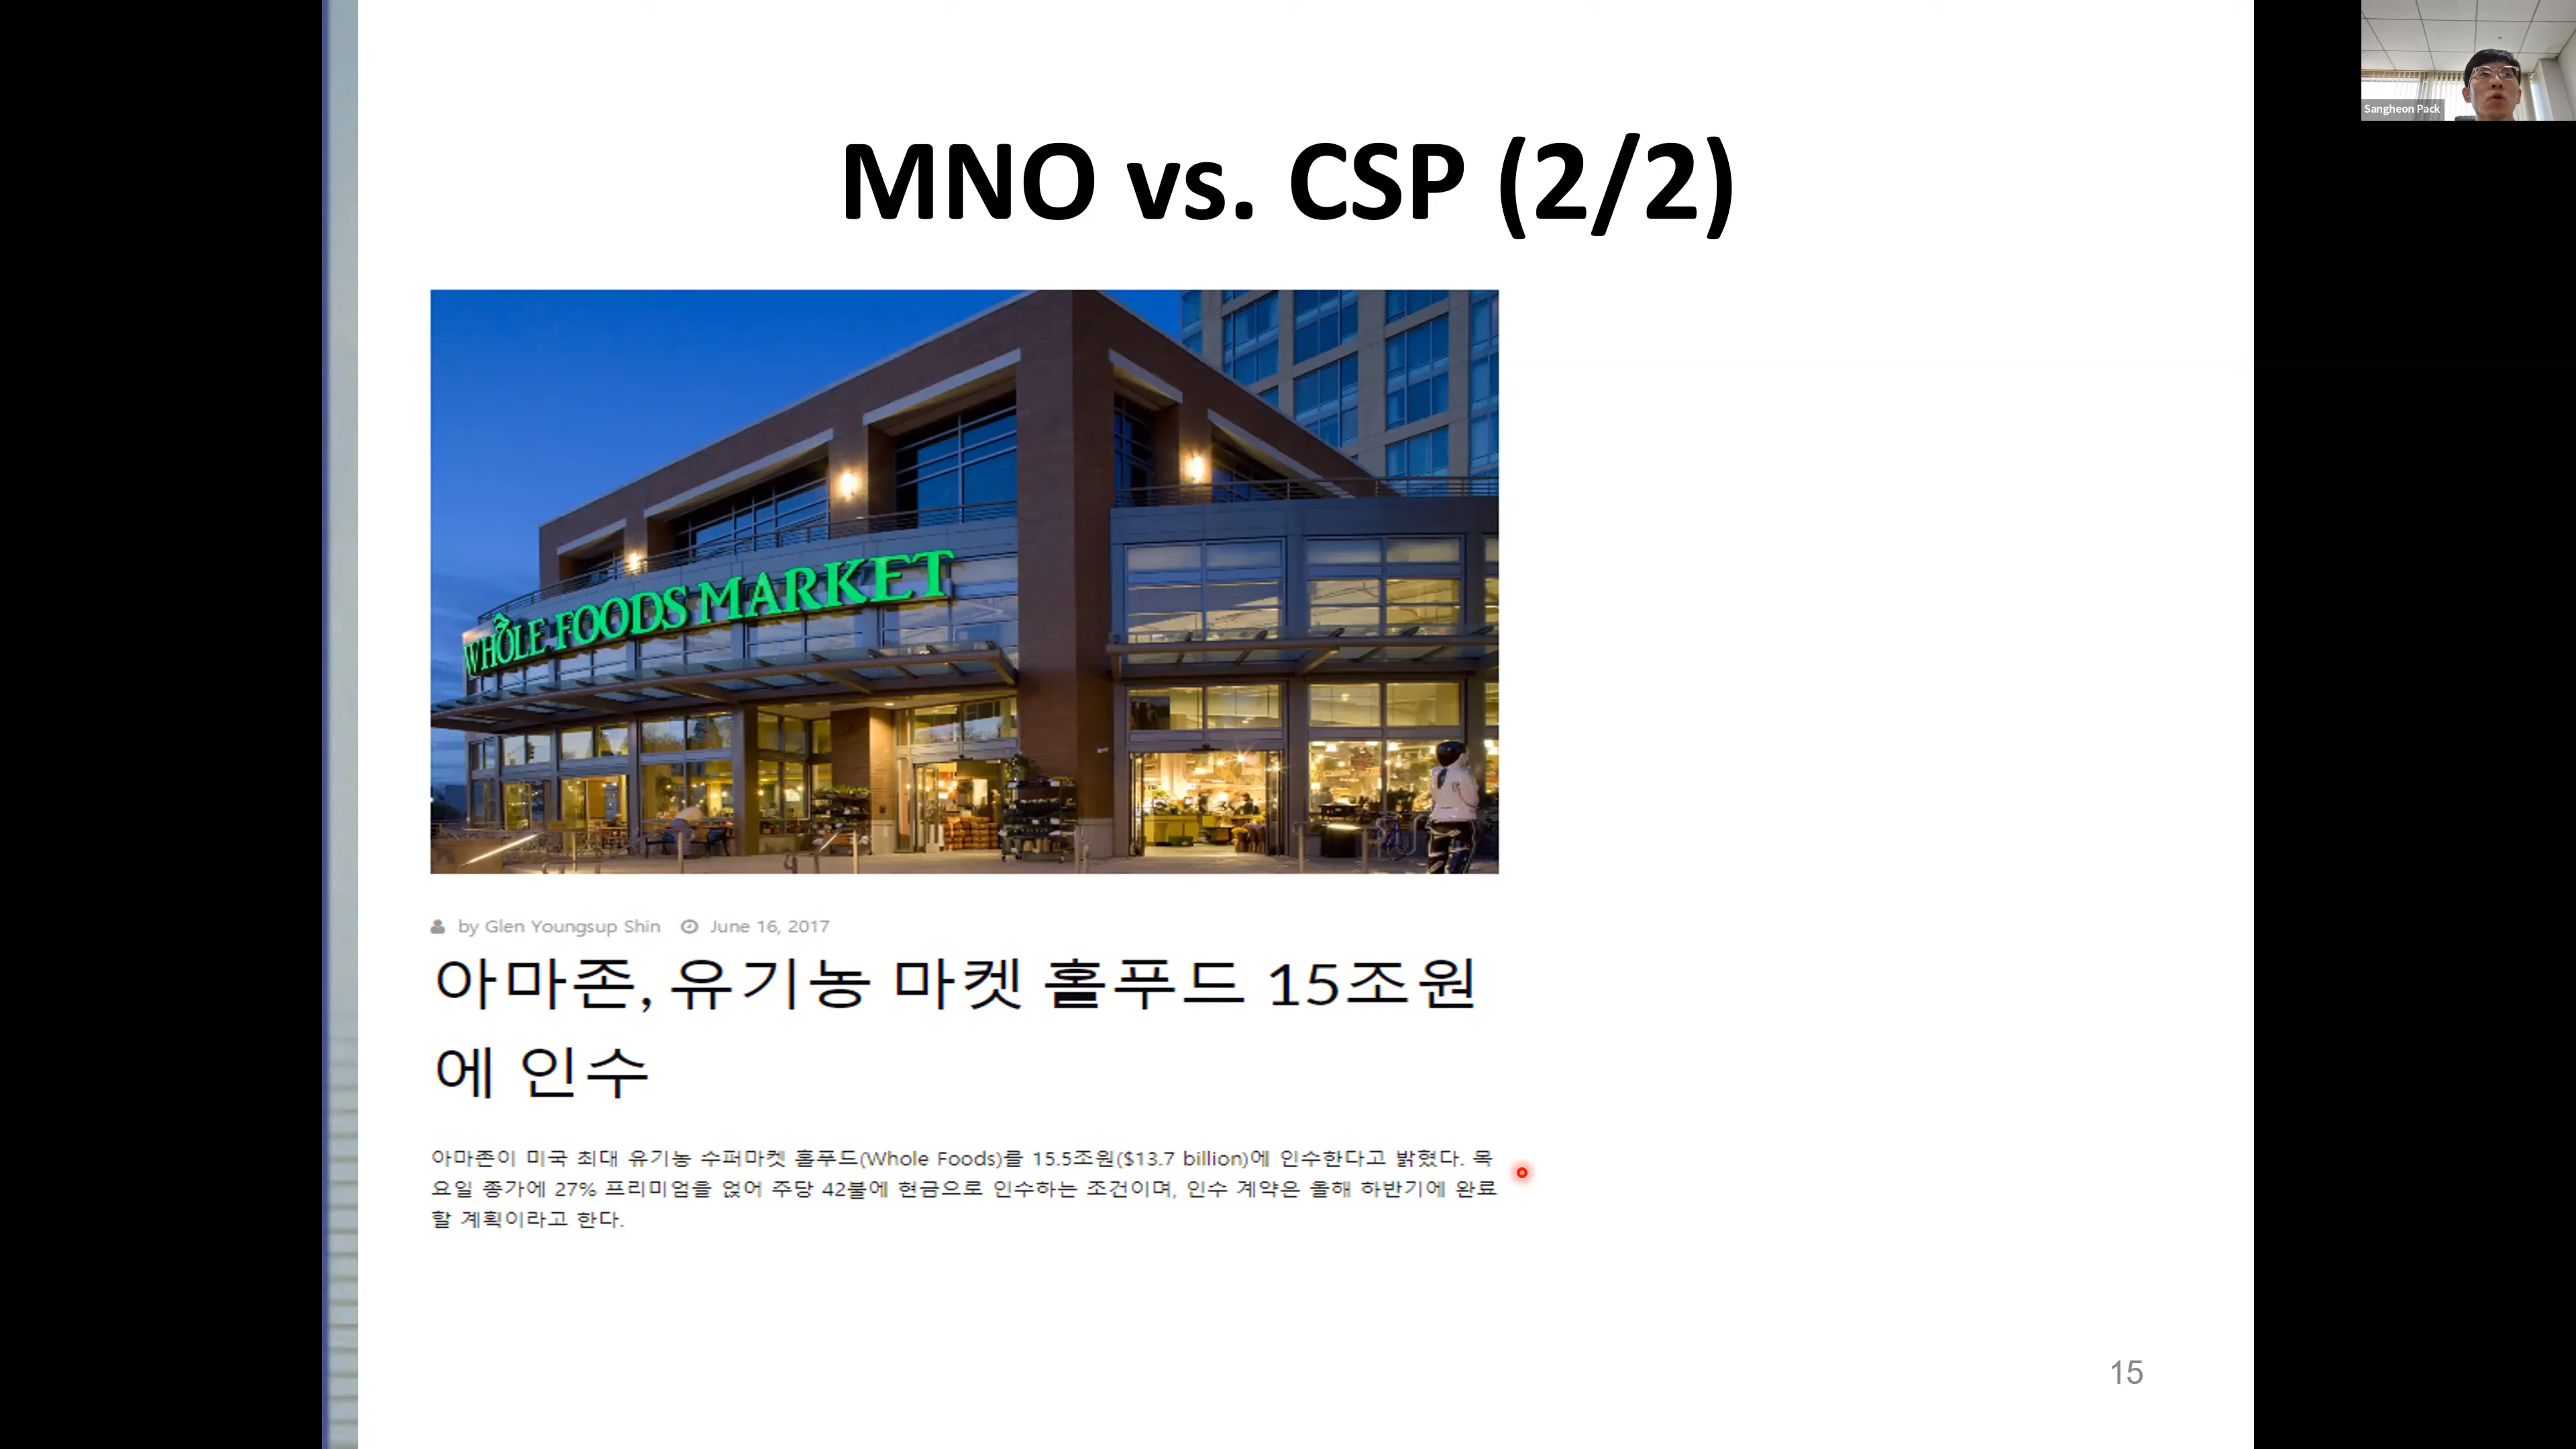 MNO vs. CSP (2/2)
Sangheon Pack
WHOLE FOODS MARKET
by Glen Youngsup Shin June 16, 2017
아마존, 유기농 마켓 홀푸드 15조원
에 인수
아마존이 미국 최대 유기농 수퍼마켓 홀푸드(Whole Foods)를 15.5조원($13.7 billion)에 인수한다고 밝혔다. 목
요일 종가에 27% 프리미엄을 얹어 주당 42불에 현금으로 인수하는 조건이며, 인수 계약은 올해 하반기에 완료
할 계획이라고 한다.
15